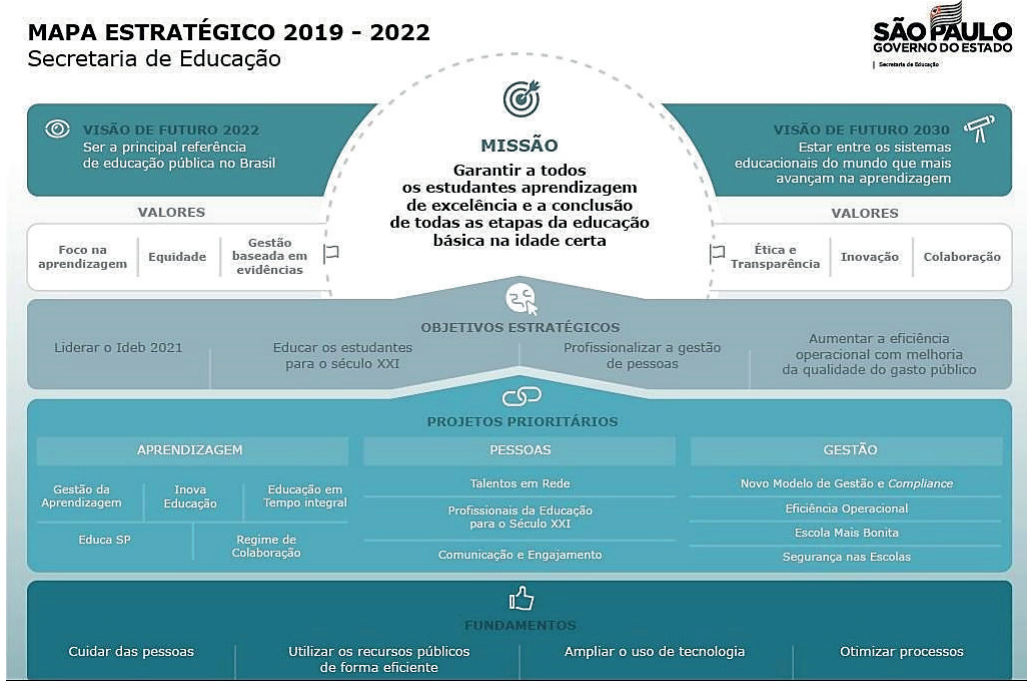 MAPA ESTRATÉGICO 2019 - 2022
Secretaria de Educação
SÃO PAULO
GOVERNO DO ESTADO
Secretaria de Educação
VISÃO DE FUTURO 2022
Ser a principal referência
de educação pública no Brasil
MISSÃO
Garantir a todos
os estudantes aprendizagem
de excelência e a conclusão
de todas as etapas da educação
básica na idade certa
VISÃO DE FUTURO 2030
Estar entre os sistemas
educacionais do mundo que mais
avançam na aprendizagem
VALORES
Foco na
aprendizagem
Equidade
Gestão
baseada em
evidências
VALORES
Ética e
Transparência
Inovação
Colaboração
OBJETIVOS ESTRATÉGICOS
Liderar o Ideb 2021
Educar os estudantes
para o século XXI
Profissionalizar a gestão
de pessoas
Aumentar a eficiência
operacional com melhoria
da qualidade do gasto público
PROJETOS PRIORITÁRIOS
APRENDIZAGEM
Gestão da
Aprendizagem
Inova
Educação
Educação em
Tempo integral
Educa SP
Regime de
Colaboração
PESSOAS
Talentos em Rede
Profissionais da Educação
para o Século XXI
Comunicação e Engajamento
GESTÃO
Novo Modelo de Gestão e Compliance
Eficiência Operacional
Escola Mais Bonita
Segurança nas Escolas
FUNDAMENTOS
Cuidar das pessoas
Utilizar os recursos públicos
de forma eficiente
Ampliar o uso de tecnologia
Otimizar processos